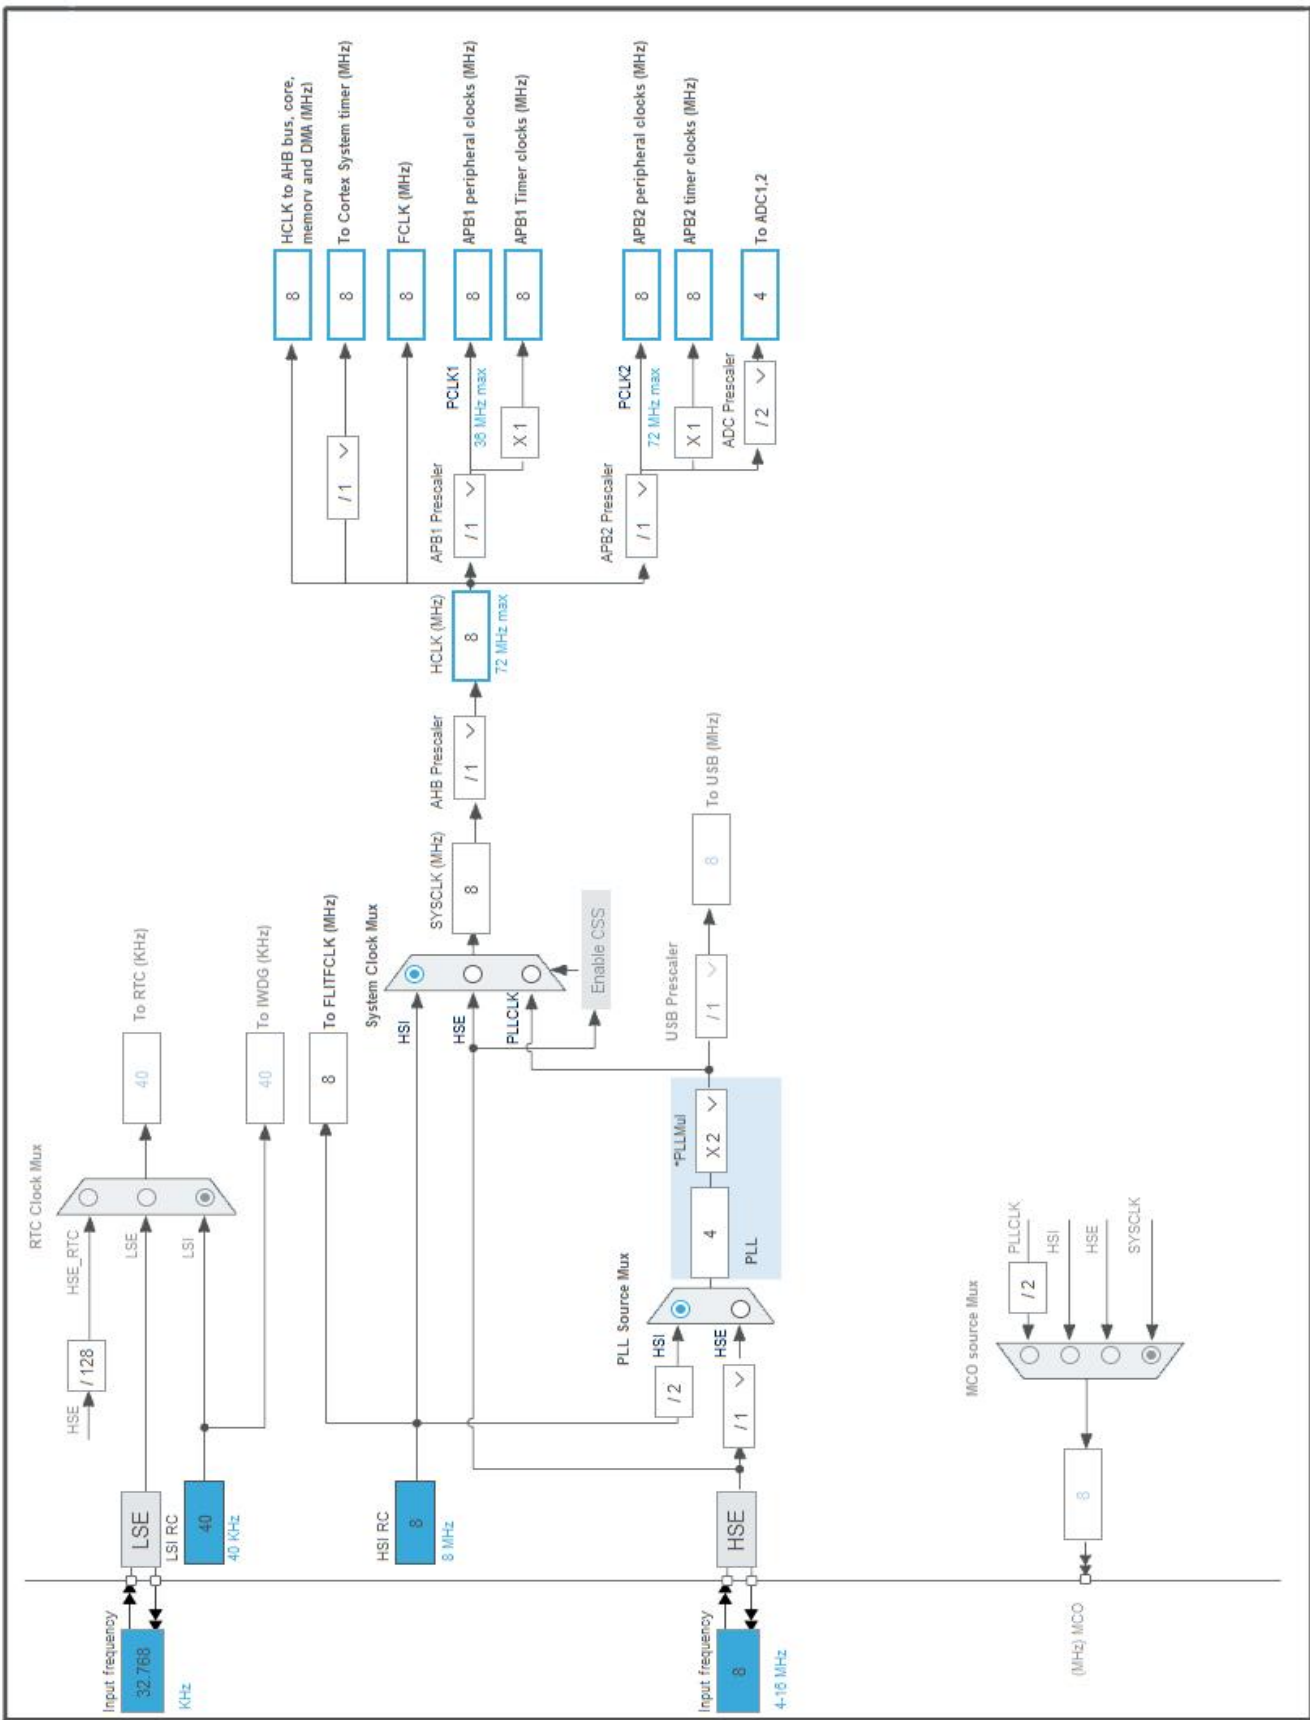 RTC Clock Mux
HSE
/ 128
HSE_RTC
Input frequency
32.768
KHz
LSE
LSE
40
To RTC (KHz)
LSI RC
40
40 KHz
LSI
40
To IWDG (KHz)
8
To FLITFCLK (MHz)
HSI RC
8
8 MHz
System Clock Mux
HSI
HSE
PLLCLK
Enable CSS
SYSCLK (MHz)
8
AHB Prescaler
/ 1
HCLK (MHz)
8
72 MHz max
8
HCLK to AHB bus, core,
memory and DMA (MHz)
/ 1
8
To Cortex System timer (MHz)
8
FCLK (MHz)
APB1 Prescaler
/ 1
PCLK1
36 MHz max
8
APB1 peripheral clocks (MHz)
X 1
8
APB1 Timer clocks (MHz)
APB2 Prescaler
/ 1
PCLK2
72 MHz max
8
APB2 peripheral clocks (MHz)
X 1
8
APB2 timer clocks (MHz)
ADC Prescaler
/ 2
4
To ADC1,2
PLL Source Mux
/ 2
HSI
Input frequency
8
4-16 MHz
HSE
/ 1
HSE
4
*PLLMul
X 2
PLL
USB Prescaler
/ 1
8
To USB (MHz)
MCO source Mux
(MHz) MCO
8
/ 2
PLLCLK
HSI
HSE
SYSCLK